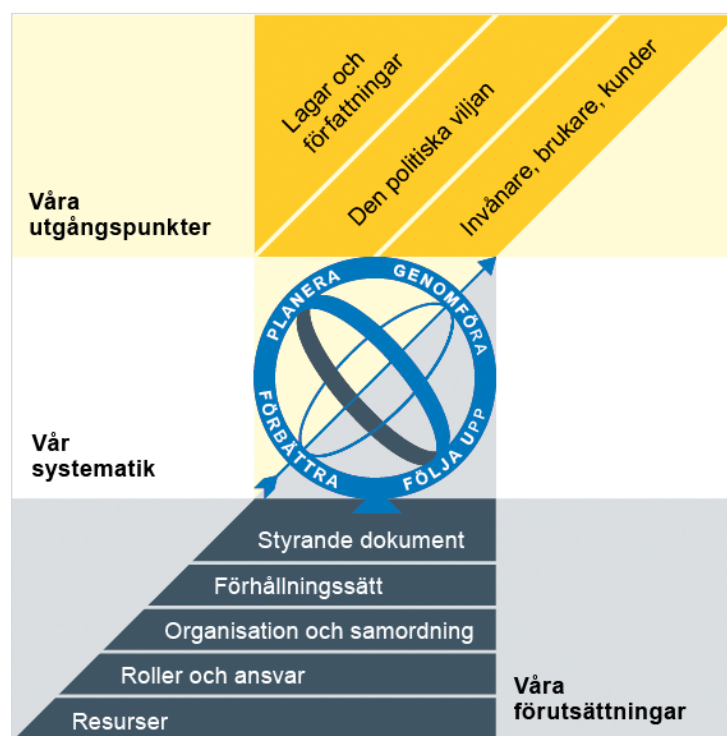 Lagar och
författningar
Den politiska viljan
Invånare, brukare, kunder
Våra
utgångspunkter
PLANERA
GENOMFÖRA
FÖRBÄTTRA
FÖLJA UPP
Vår
systematik
Styrande dokument
Förhållningssätt
Organisation och samordning
Roller och ansvar
Resurser
Våra
förutsättningar